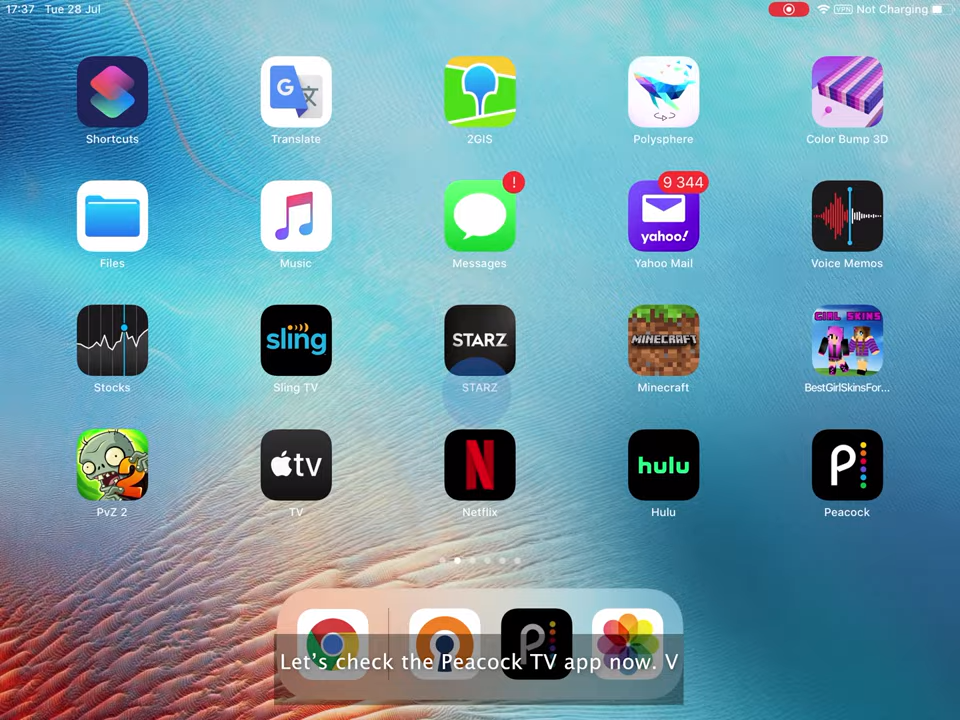 17:37 Tue 28 Jul
VPN Not Charging
Shortcuts
G
Translate
2GIS
Polysphere
Color Bump 3D
Files
Music
!
Messages
9 344
yahoo!
Yahoo Mail
Voice Memos
Stocks
sling
Sling TV
STARZ
STARZ
MINECRAFT
Minecraft
GIRL SKINS
BestGirlSkinsFor...
2
PvZ 2
tv
TV
N
Netflix
hulu
Hulu
P
Peacock
P
Let's check the Peacock TV app now. V